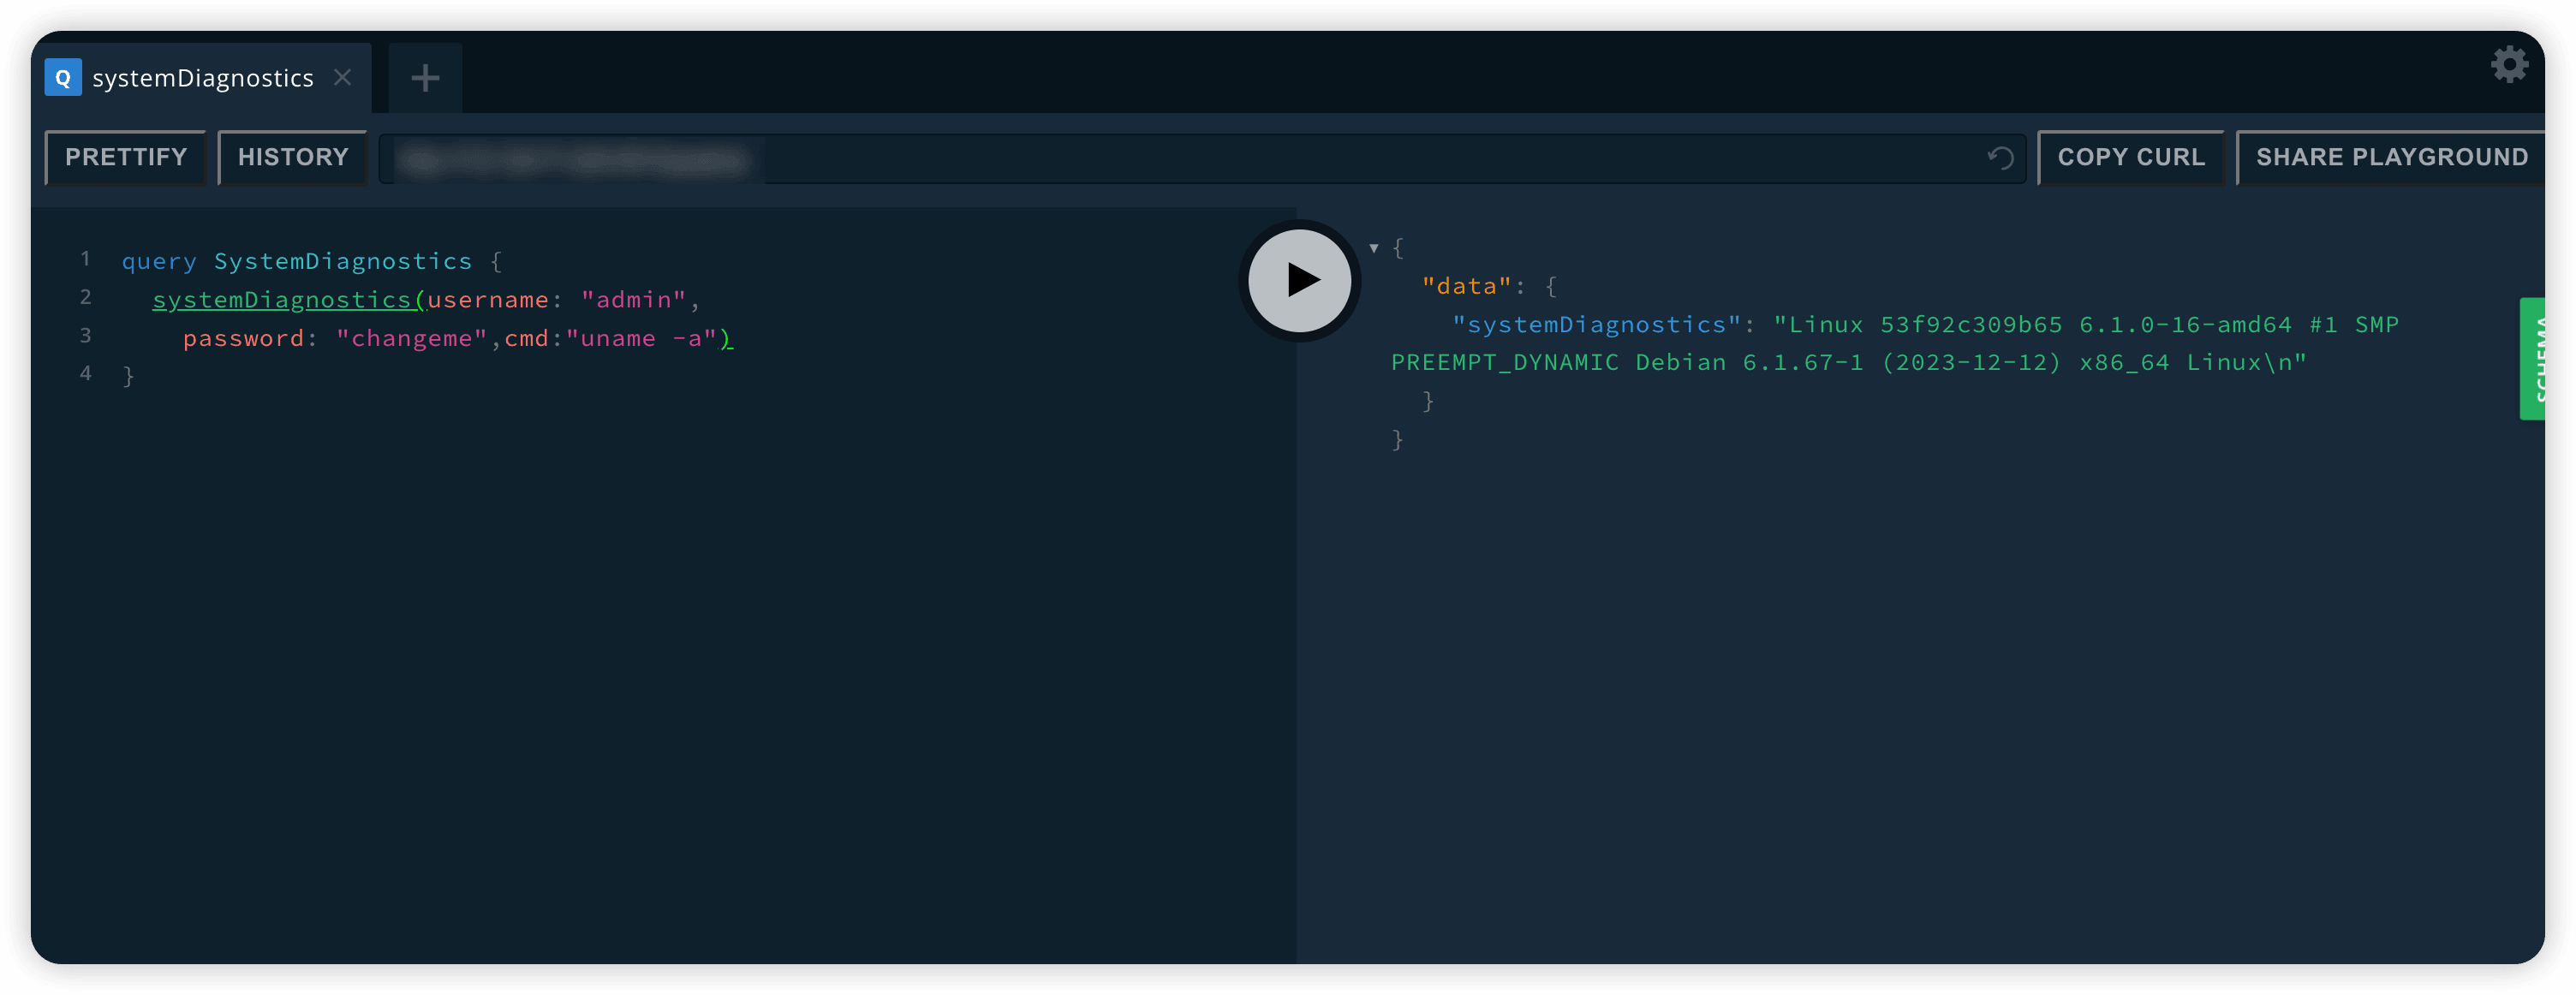 Q systemDiagnostics
PRETTIFY HISTORY COPY CURL SHARE PLAYGROUND
1 query SystemDiagnostics {
2 systemDiagnostics(username: "admin",
3 password: "changeme",cmd:"uname -a")
4 }
{
"data": {
"systemDiagnostics": "Linux 53f92c309b65 6.1.0-16-amd64 #1 SMP
PREEMPT_DYNAMIC Debian 6.1.67-1 (2023-12-12) x86_64 Linux\n"
}
}
SCHEMA